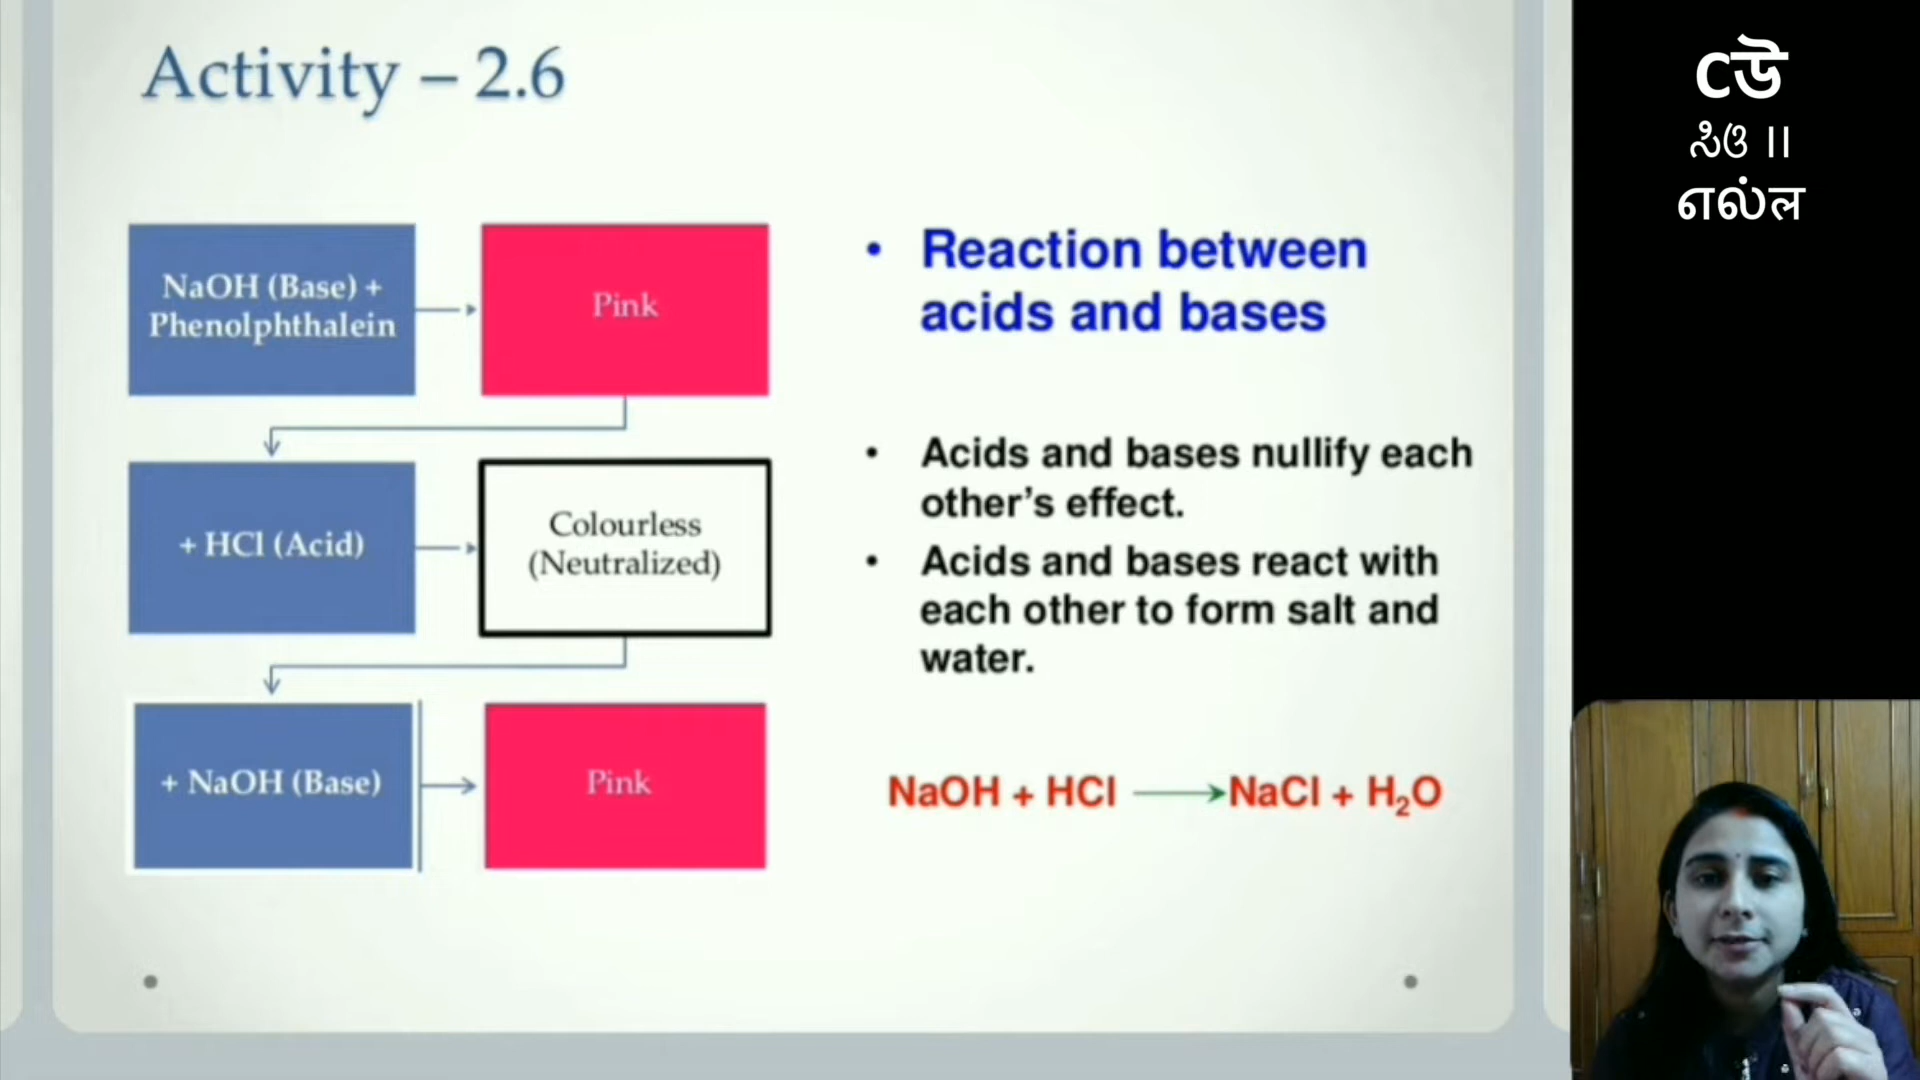 Activity – 2.6
NaOH (Base) +
Phenolphthalein
Pink
+ HCl (Acid)
Colourless
(Neutralized)
+ NaOH (Base)
Pink
• Reaction between
acids and bases
• Acids and bases nullify each
other’s effect.
• Acids and bases react with
each other to form salt and
water.
NaOH + HCl → NaCl + H₂O